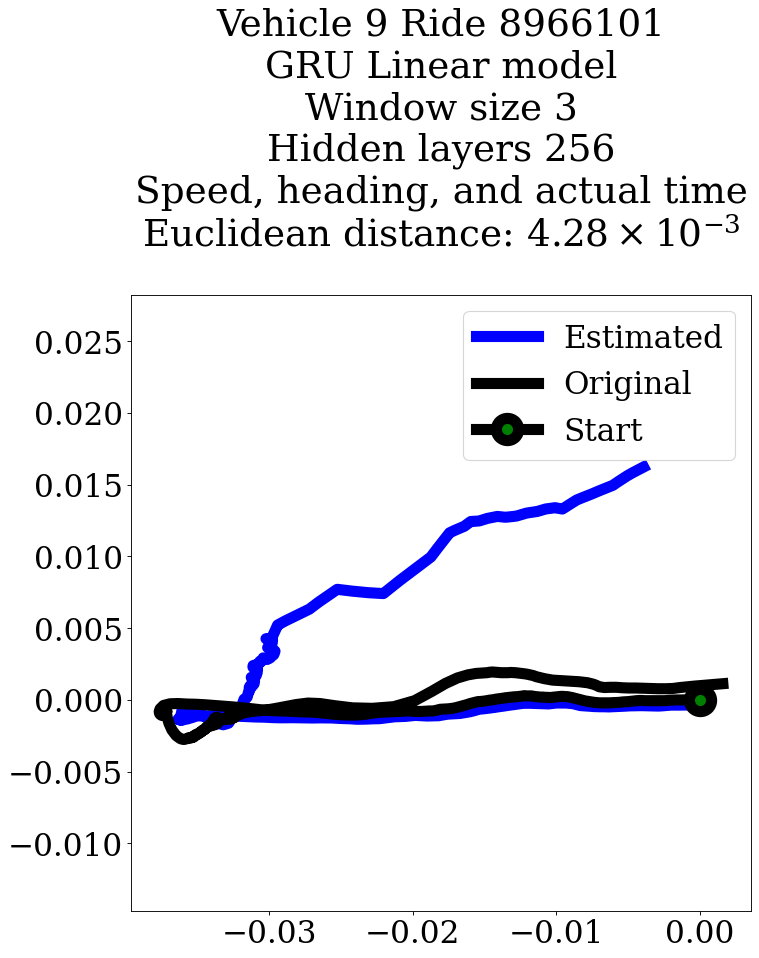 Vehicle 9 Ride 8966101
GRU Linear model
Window size 3
Hidden layers 256
Speed, heading, and actual time
Euclidean distance: 4.28 × 10⁻³
Estimated
Original
Start
0.025
0.020
0.015
0.010
0.005
0.000
−0.005
−0.010
−0.03 −0.02 −0.01 0.00